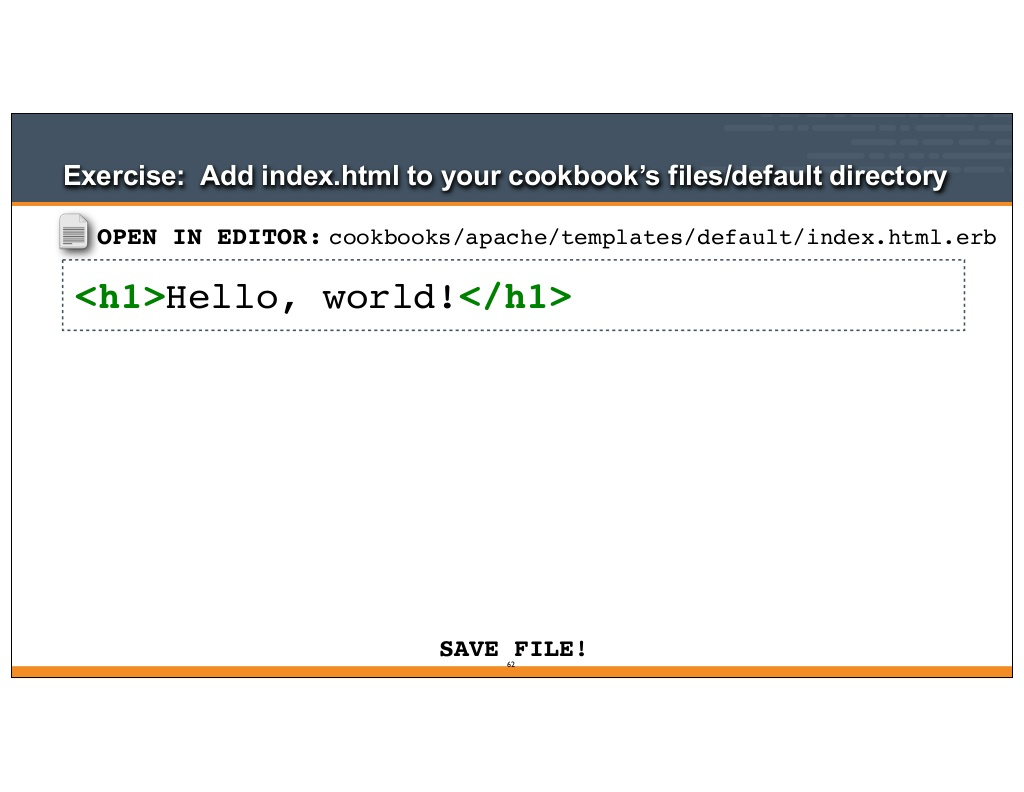 Exercise:  Add index.html to your cookbook’s files/default directory
OPEN IN EDITOR: cookbooks/apache/templates/default/index.html.erb
<h1>Hello, world!</h1>
SAVE FILE!
62